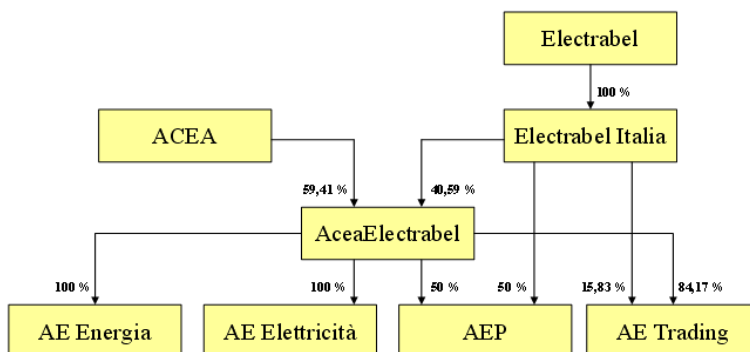 Electrabel
100 %
ACEA
Electrabel Italia
59,41 %
40,59 %
AceaElectrabel
100 %
100 %
50 %
50 %
15,83 %
84,17 %
AE Energia
AE Elettricità
AEP
AE Trading